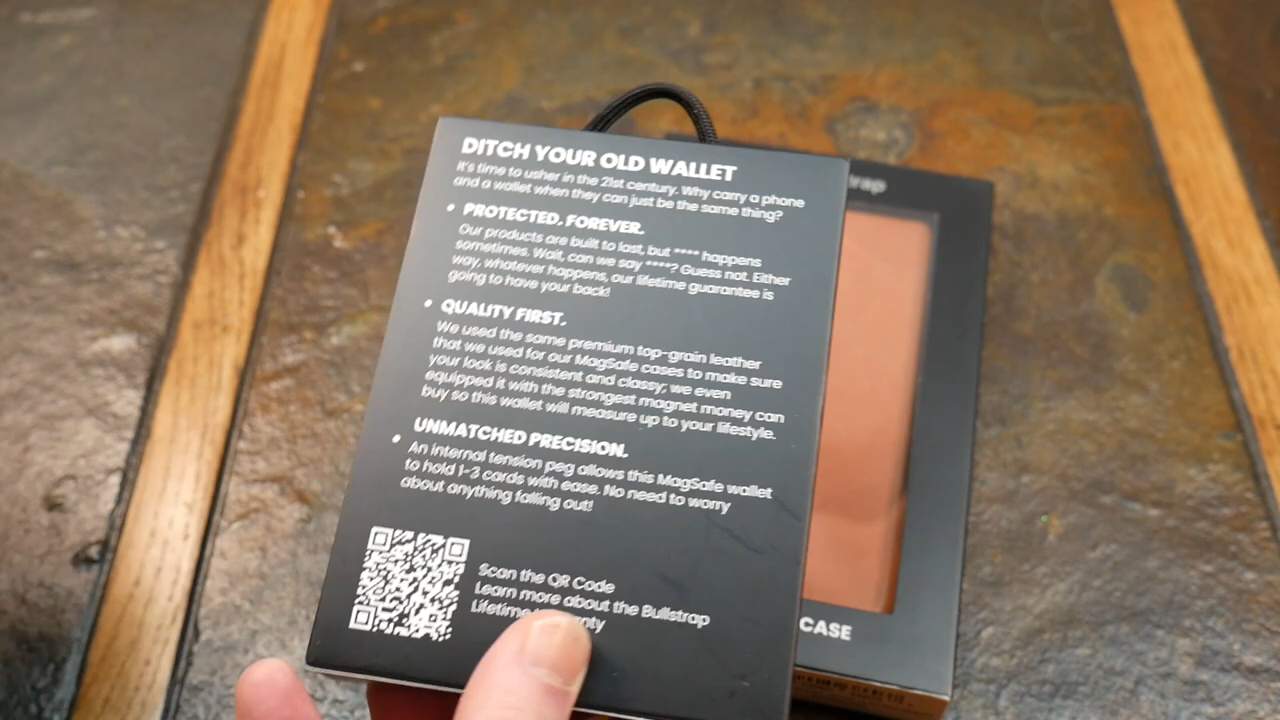 DITCH YOUR OLD WALLET
It's time to usher in the 21st century. Why carry a phone
and a wallet when they can just be the same thing?
• PROTECTED, FOREVER.
Our products are built to last, but **** happens
sometimes. Wait, can we say ****? Guess not. Either
way, whatever happens, our lifetime guarantee is
going to have your back!
• QUALITY FIRST.
We used the same premium top-grain leather
that we used for our MagSafe cases to make sure
your look is consistent and classy; we even
equipped it with the strongest magnet money can
buy so this wallet will measure up to your lifestyle.
• UNMATCHED PRECISION.
An internal tension peg allows this MagSafe wallet
to hold 1-3 cards with ease. No need to worry
about anything falling out!
Scan the QR Code
Learn more about the Bullstrap
Lifetime
CASE